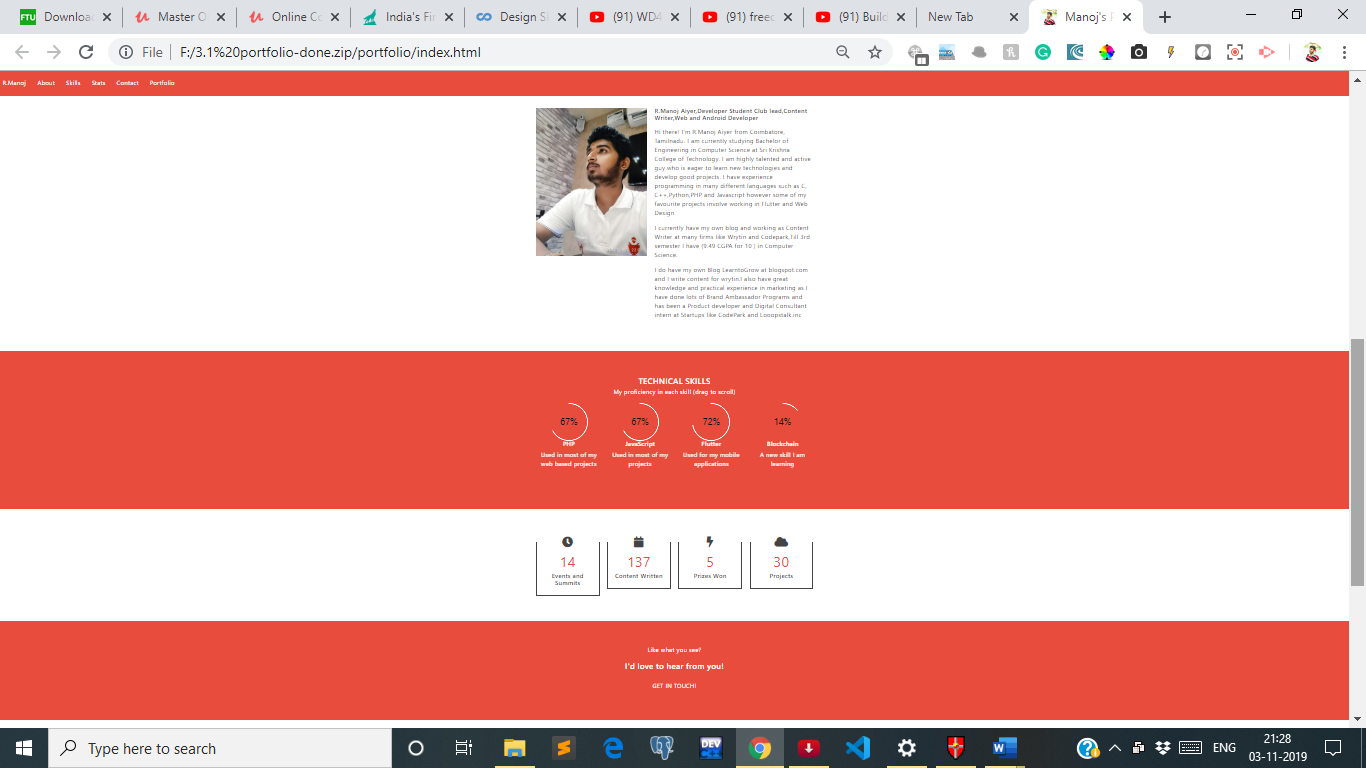 Downloa
Master O
Online Co
India's Fi
Design S
(91) WD4
(91) freec
(91) Build
New Tab
Manoj's P
File
F:/3.1%20portfolio-done.zip/portfolio/index.html
R.Manoj About Skills Stats Contact Portfolio
R.Manoj Aiyer,Developer Student Club lead,Content
Writer,Web and Android Developer
Hi there! I'm R.Manoj Aiyer from Coimbatore,
Tamilnadu. I am currently studying Bachelor of
Engineering in Computer Science at Sri Krishna
College of Technology. I am highly talented and active
guy who is eager to learn new technologies and
develop good projects. I have experience
programming in many different languages such as C,
C++,Python,PHP and Javascript however some of my
favourite projects involve working in Flutter and Web
Design
I currently have my own blog and working as Content
Writer at many firms like Wrytin and Codepark,Till 3rd
semester I have (9.49 CGPA for 10 ) in Computer
Science.
I do have my own Blog LearntoGrow at blogspot.com
and I write content for wrytin.I also have great
knowledge and practical experience in marketing as I
have done lots of Brand Ambassador Programs and
has been a Product developer and Digital Consultant
intern at Startups like CodePark and Looopstalk.inc
TECHNICAL SKILLS
My proficiency in each skill (drag to scroll)
67% 67% 72% 14%
PHP JavaScript Flutter Blockchain
Used in most of my Used in most of my Used for my mobile A new skill I am
web based projects projects applications learning
14 137 5 30
Events and Content Written Prizes Won Projects
Summits
Like what you see?
I'd love to hear from you!
GET IN TOUCH!
Type here to search
DEV
ENG
21:28
03-11-2019